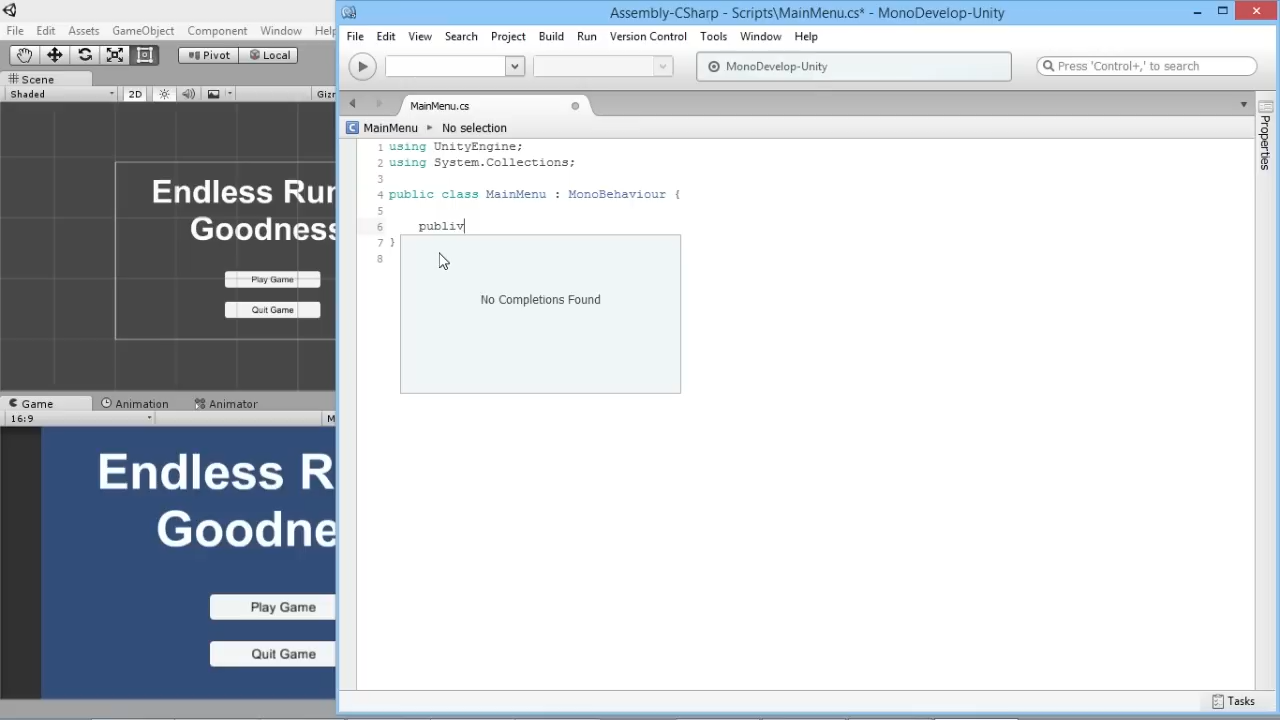 Assembly-CSharp - Scripts\MainMenu.cs* - MonoDevelop-Unity
File Edit Assets GameObject Component Window Help
File Edit View Search Project Build Run Version Control Tools Window Help
Pivot Local
MonoDevelop-Unity
Press 'Control+,' to search
Scene
Shaded 2D Gizm
MainMenu.cs
MainMenu No selection
Properties
1 using UnityEngine;
2 using System.Collections;
3
4 public class MainMenu : MonoBehaviour {
5
6 publiv
7 }
8
No Completions Found
Endless Run
Goodness
Play Game
Quit Game
Game Animation Animator
16:9 M
Endless R
Goodne
Play Game
Quit Game
Tasks